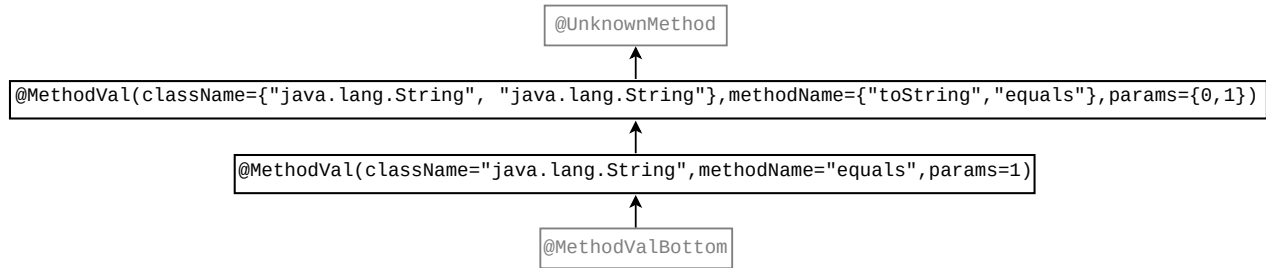 @UnknownMethod
@MethodVal(className={"java.lang.String", "java.lang.String"},methodName={"toString","equals"},params={0,1})
@MethodVal(className="java.lang.String",methodName="equals",params=1)
@MethodValBottom